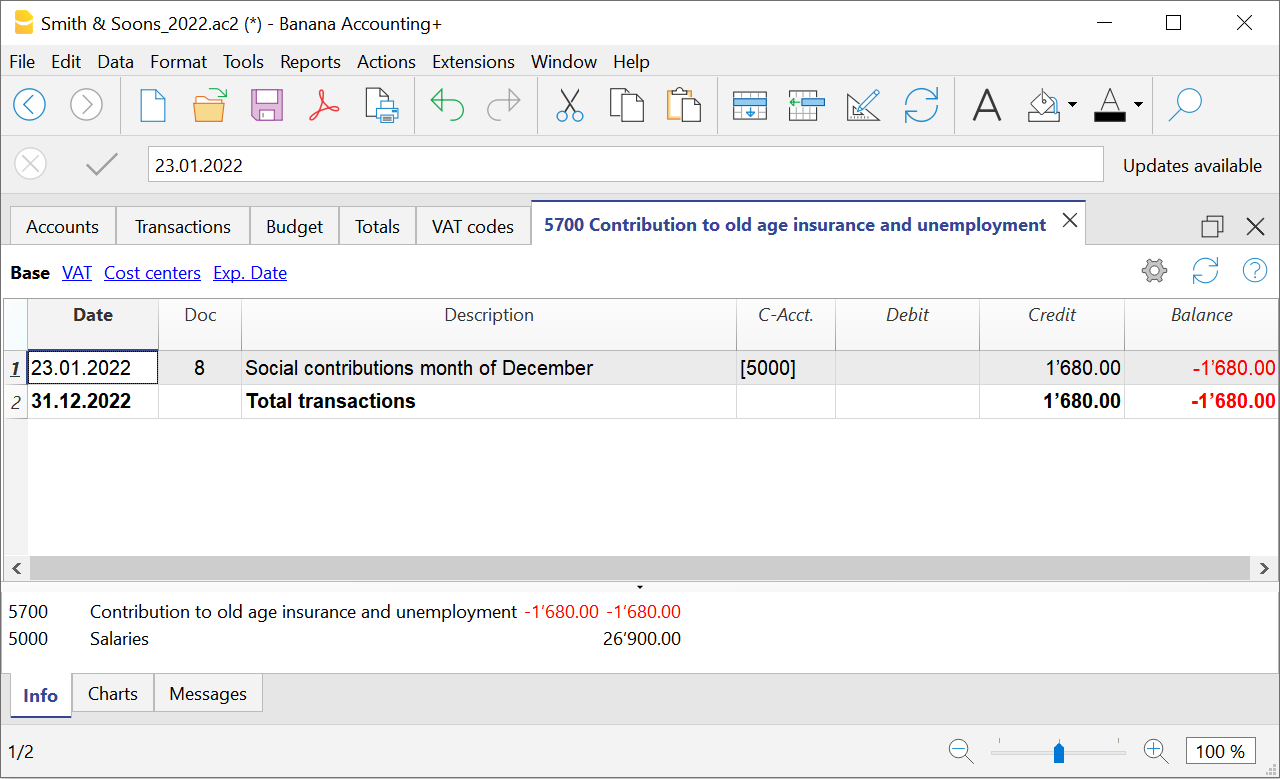 Smith & Soons_2022.ac2 (*) - Banana Accounting+
File Edit Data Format Tools Reports Actions Extensions Window Help
23.01.2022 Updates available
Accounts Transactions Budget Totals VAT codes 5700 Contribution to old age insurance and unemployment
Base VAT Cost centers Exp. Date
Date Doc Description C-Acct. Debit Credit Balance
1 23.01.2022 8 Social contributions month of December [5000] 1’680.00 -1’680.00
2 31.12.2022 Total transactions 1’680.00 -1’680.00
5700 Contribution to old age insurance and unemployment -1’680.00 -1’680.00
5000 Salaries 26’900.00
Info Charts Messages
1/2 100 %